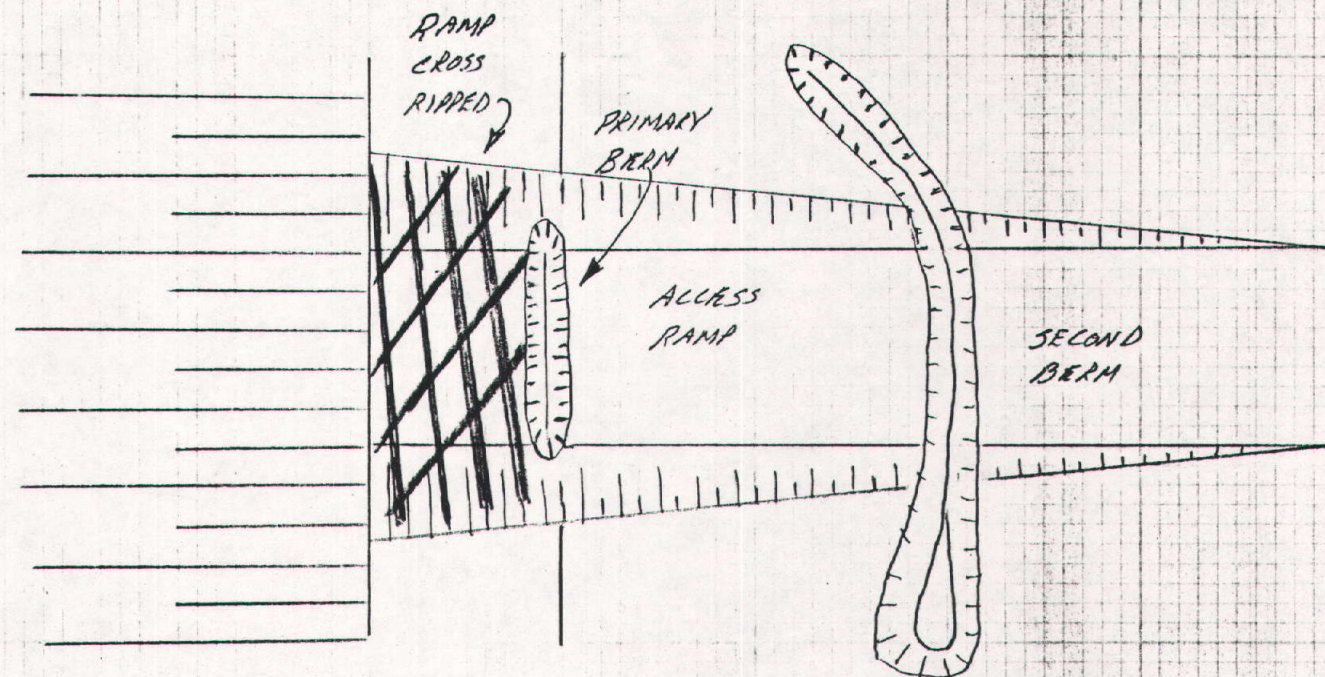 RAMP
CROSS
RIPPED
PRIMARY
BERM
ACCESS
RAMP
SECOND
BERM